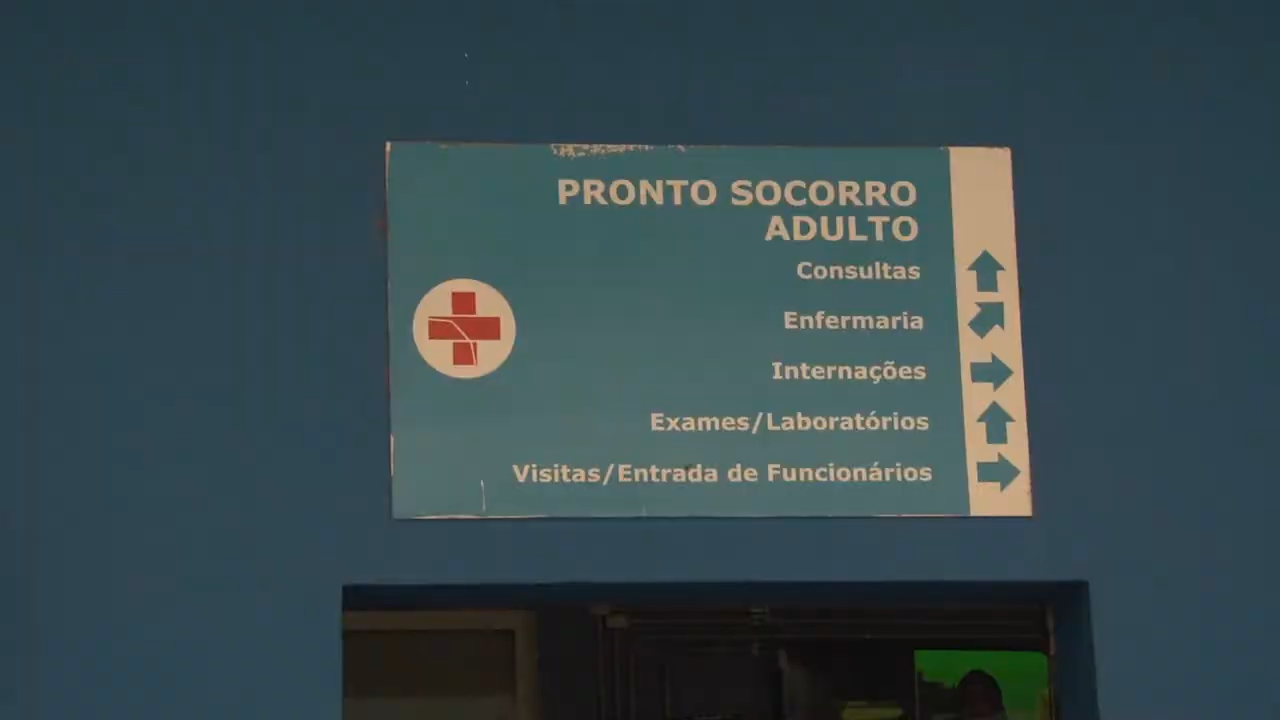 PRONTO SOCORRO
ADULTO
Consultas
Enfermaria
Internações
Exames/Laboratórios
Visitas/Entrada de Funcionários